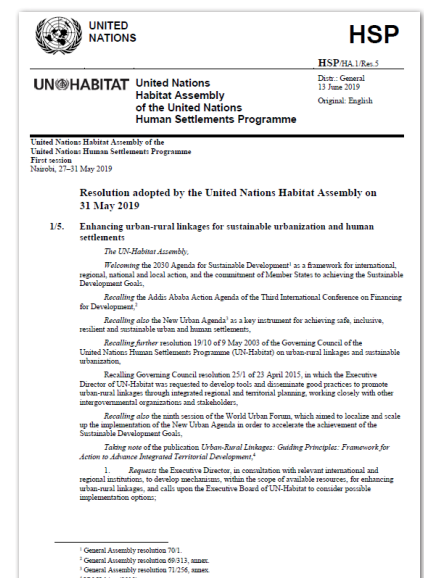 UNITED
NATIONS
HSP
HSP/HA.1/Res.5
UN HABITAT
United Nations
Habitat Assembly
of the United Nations
Human Settlements Programme
Distr.: General
13 June 2019
Original: English
United Nations Habitat Assembly of the
United Nations Human Settlements Programme
First session
Nairobi, 27–31 May 2019
Resolution adopted by the United Nations Habitat Assembly on
31 May 2019
1/5. Enhancing urban-rural linkages for sustainable urbanization and human
settlements
The UN-Habitat Assembly,
Welcoming the 2030 Agenda for Sustainable Development¹ as a framework for international,
regional, national and local action, and the commitment of Member States to achieving the Sustainable
Development Goals,
Recalling the Addis Ababa Action Agenda of the Third International Conference on Financing
for Development,²
Recalling also the New Urban Agenda³ as a key instrument for achieving safe, inclusive,
resilient and sustainable urban and human settlements,
Recalling further resolution 19/10 of 9 May 2003 of the Governing Council of the
United Nations Human Settlements Programme (UN-Habitat) on urban-rural linkages and sustainable
urbanization,
Recalling Governing Council resolution 25/1 of 23 April 2015, in which the Executive
Director of UN-Habitat was requested to develop tools and disseminate good practices to promote
urban-rural linkages through integrated regional and territorial planning, working closely with other
intergovernmental organizations and stakeholders,
Recalling also the ninth session of the World Urban Forum, which aimed to localize and scale
up the implementation of the New Urban Agenda in order to accelerate the achievement of the
Sustainable Development Goals,
Taking note of the publication Urban-Rural Linkages: Guiding Principles: Framework for
Action to Advance Integrated Territorial Development,⁴
1. Requests the Executive Director, in consultation with relevant international and
regional institutions, to develop mechanisms, within the scope of available resources, for enhancing
urban-rural linkages, and calls upon the Executive Board of UN-Habitat to consider possible
implementation options;
¹ General Assembly resolution 70/1.
² General Assembly resolution 69/313, annex.
³ General Assembly resolution 71/256, annex.